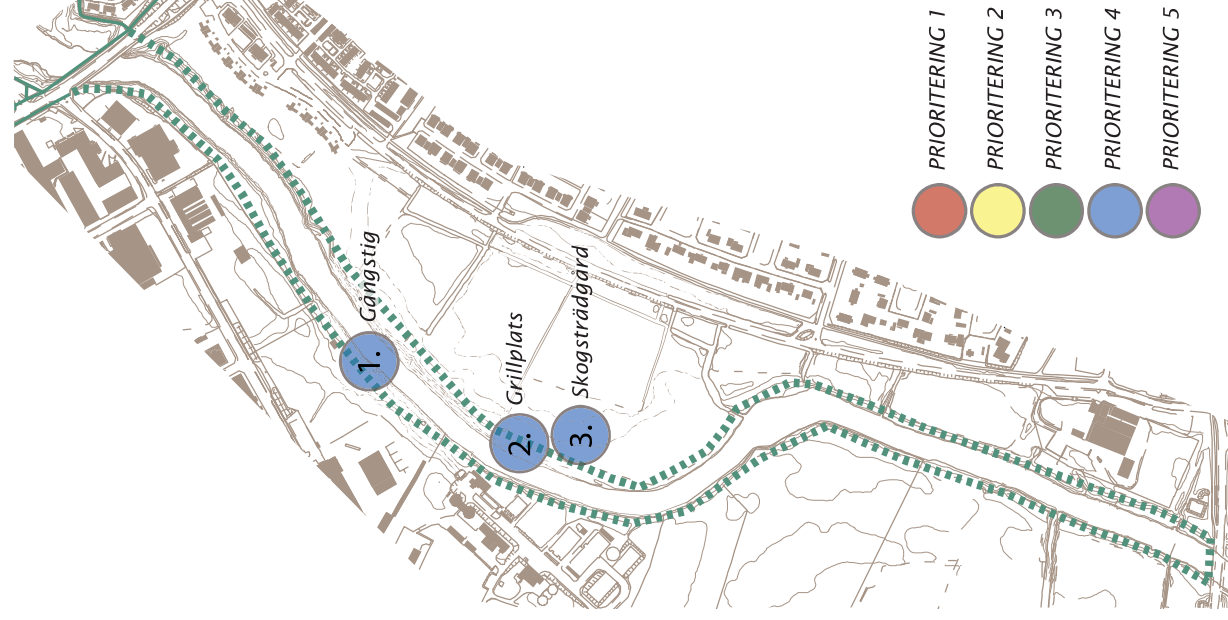 1.
Gångstig
2.
Grillplats
3.
Skogsträdgård
PRIORITERING 1
PRIORITERING 2
PRIORITERING 3
PRIORITERING 4
PRIORITERING 5